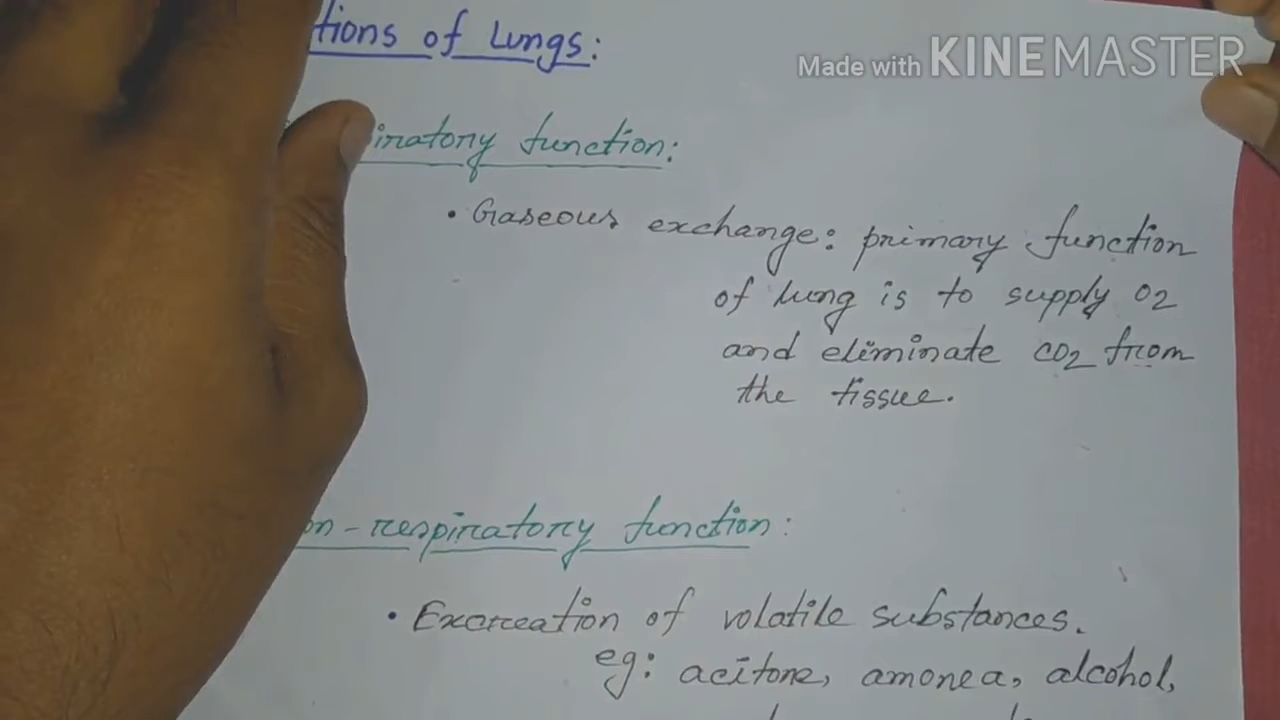 tions of Lungs:
Made with KINEMASTER
iratory function:
• Gaseous exchange: primary function
of lung is to supply O2
and eliminate CO2 from
the tissue.
on-respiratory function:
• Excreation of volatile substances.
eg: acitone, amonea, alcohol,